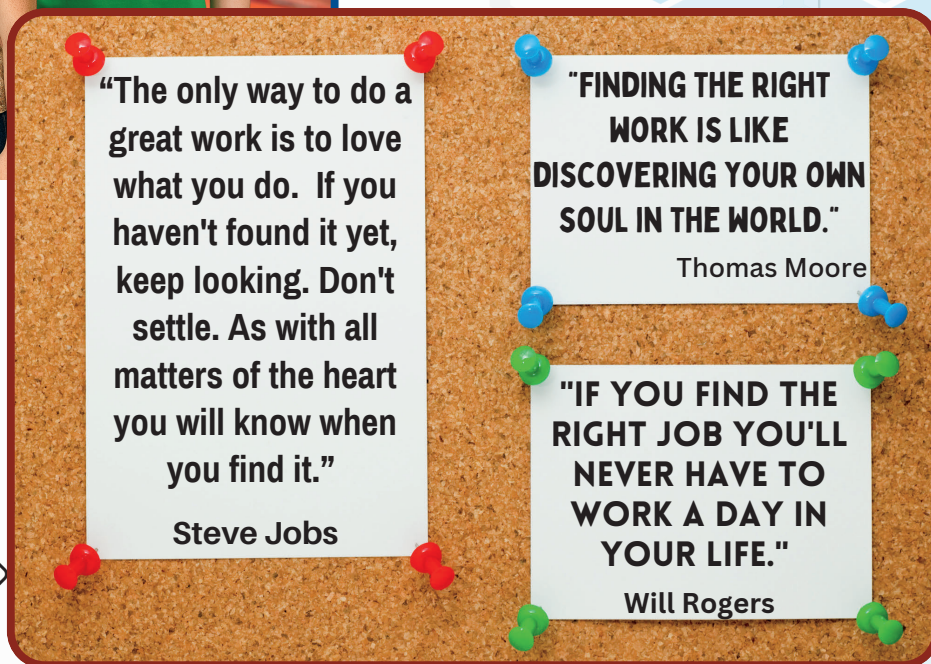 “The only way to do a
great work is to love
what you do.  If you
haven't found it yet,
keep looking. Don't
settle. As with all
matters of the heart
you will know when
you find it.”
Steve Jobs
"FINDING THE RIGHT
WORK IS LIKE
DISCOVERING YOUR OWN
SOUL IN THE WORLD."
Thomas Moore
"IF YOU FIND THE
RIGHT JOB YOU'LL
NEVER HAVE TO
WORK A DAY IN
YOUR LIFE."
Will Rogers